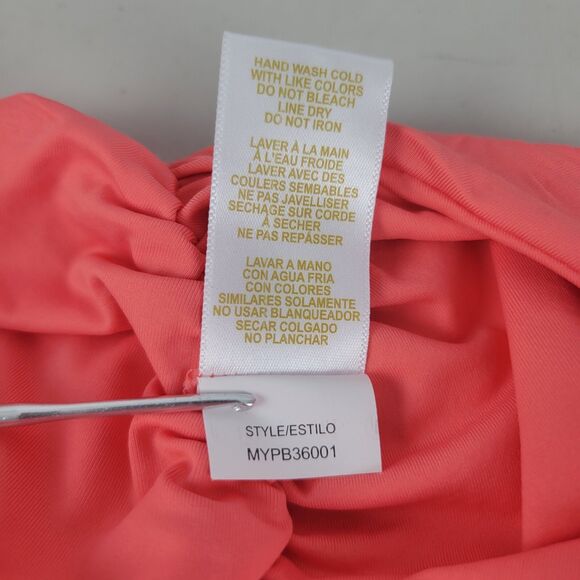 HAND WASH COLD
WITH LIKE COLORS
DO NOT BLEACH
LINE DRY
DO NOT IRON
LAVER À LA MAIN
À L'EAU FROIDE
LAVER AVEC DES
COULERS SEMBABLES
NE PAS JAVELLISER
SECHAGE SUR CORDE
À SECHER
NE PAS REPÀSSER
LAVAR A MANO
CON AGUA FRIA
CON COLORES
SIMILARES SOLAMENTE
NO USAR BLANQUEADOR
SECAR COLGADO
NO PLANCHAR
STYLE/ESTILO
MYPB36001